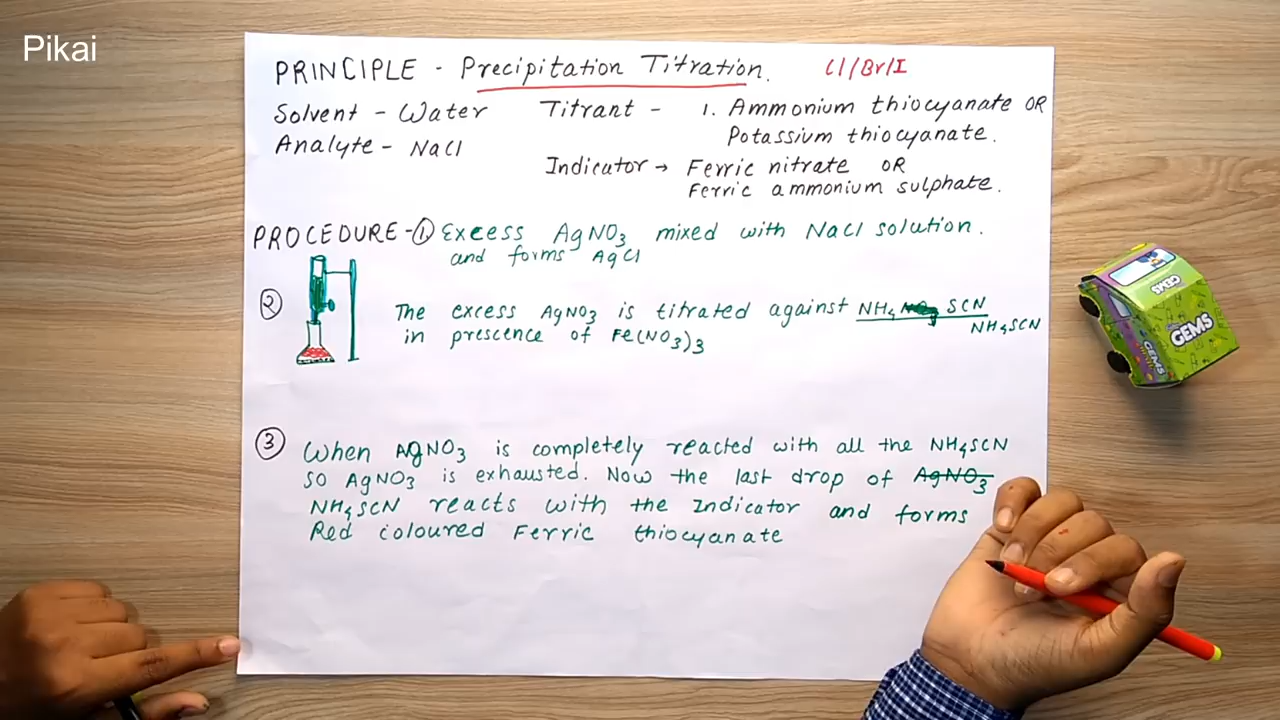 Pikai
PRINCIPLE - Precipitation Titration. Cl/Br/I
Solvent - Water
Analyte - NaCl
Titrant - 1. Ammonium thiocyanate OR
Potassium thiocyanate.
Indicator → Ferric nitrate OR
Ferric ammonium sulphate.
PROCEDURE - ① Excess AgNO3 mixed with NaCl solution.
and forms AgCl
② The excess AgNO3 is titrated against NH4 SCN
NH4SCN
in prescence of Fe(NO3)3
③ When AgNO3 is completely reacted with all the NH4SCN
so AgNO3 is exhausted. Now the last drop of AgNO3
NH4SCN reacts with the Indicator and forms
Red coloured Ferric thiocyanate
GEMS
GEMS
GEMS